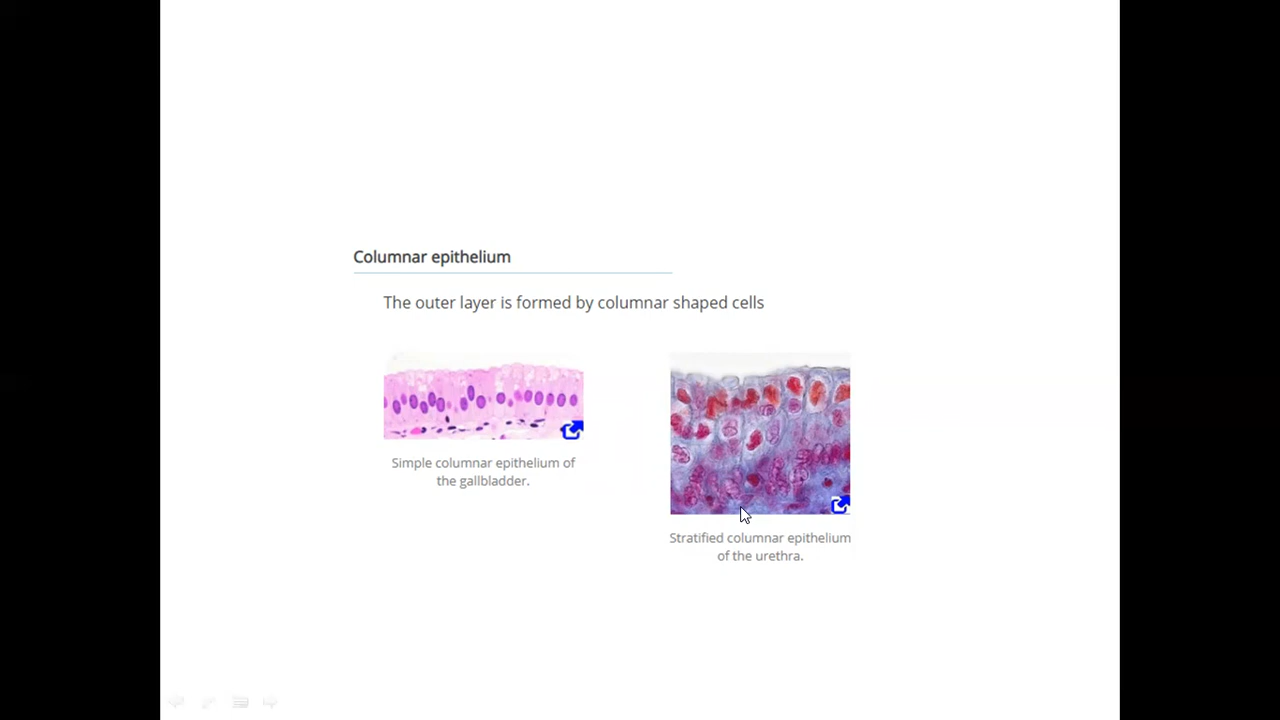 Columnar epithelium
The outer layer is formed by columnar shaped cells
Simple columnar epithelium of
the gallbladder.
Stratified columnar epithelium
of the urethra.